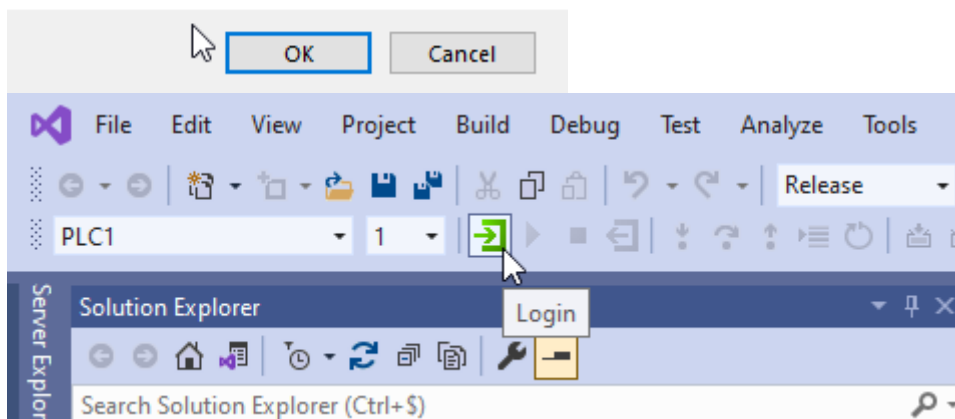 OK Cancel
File Edit View Project Build Debug Test Analyze Tools
Release
PLC1 1
Login
Server Explor
Solution Explorer
Search Solution Explorer (Ctrl+$)